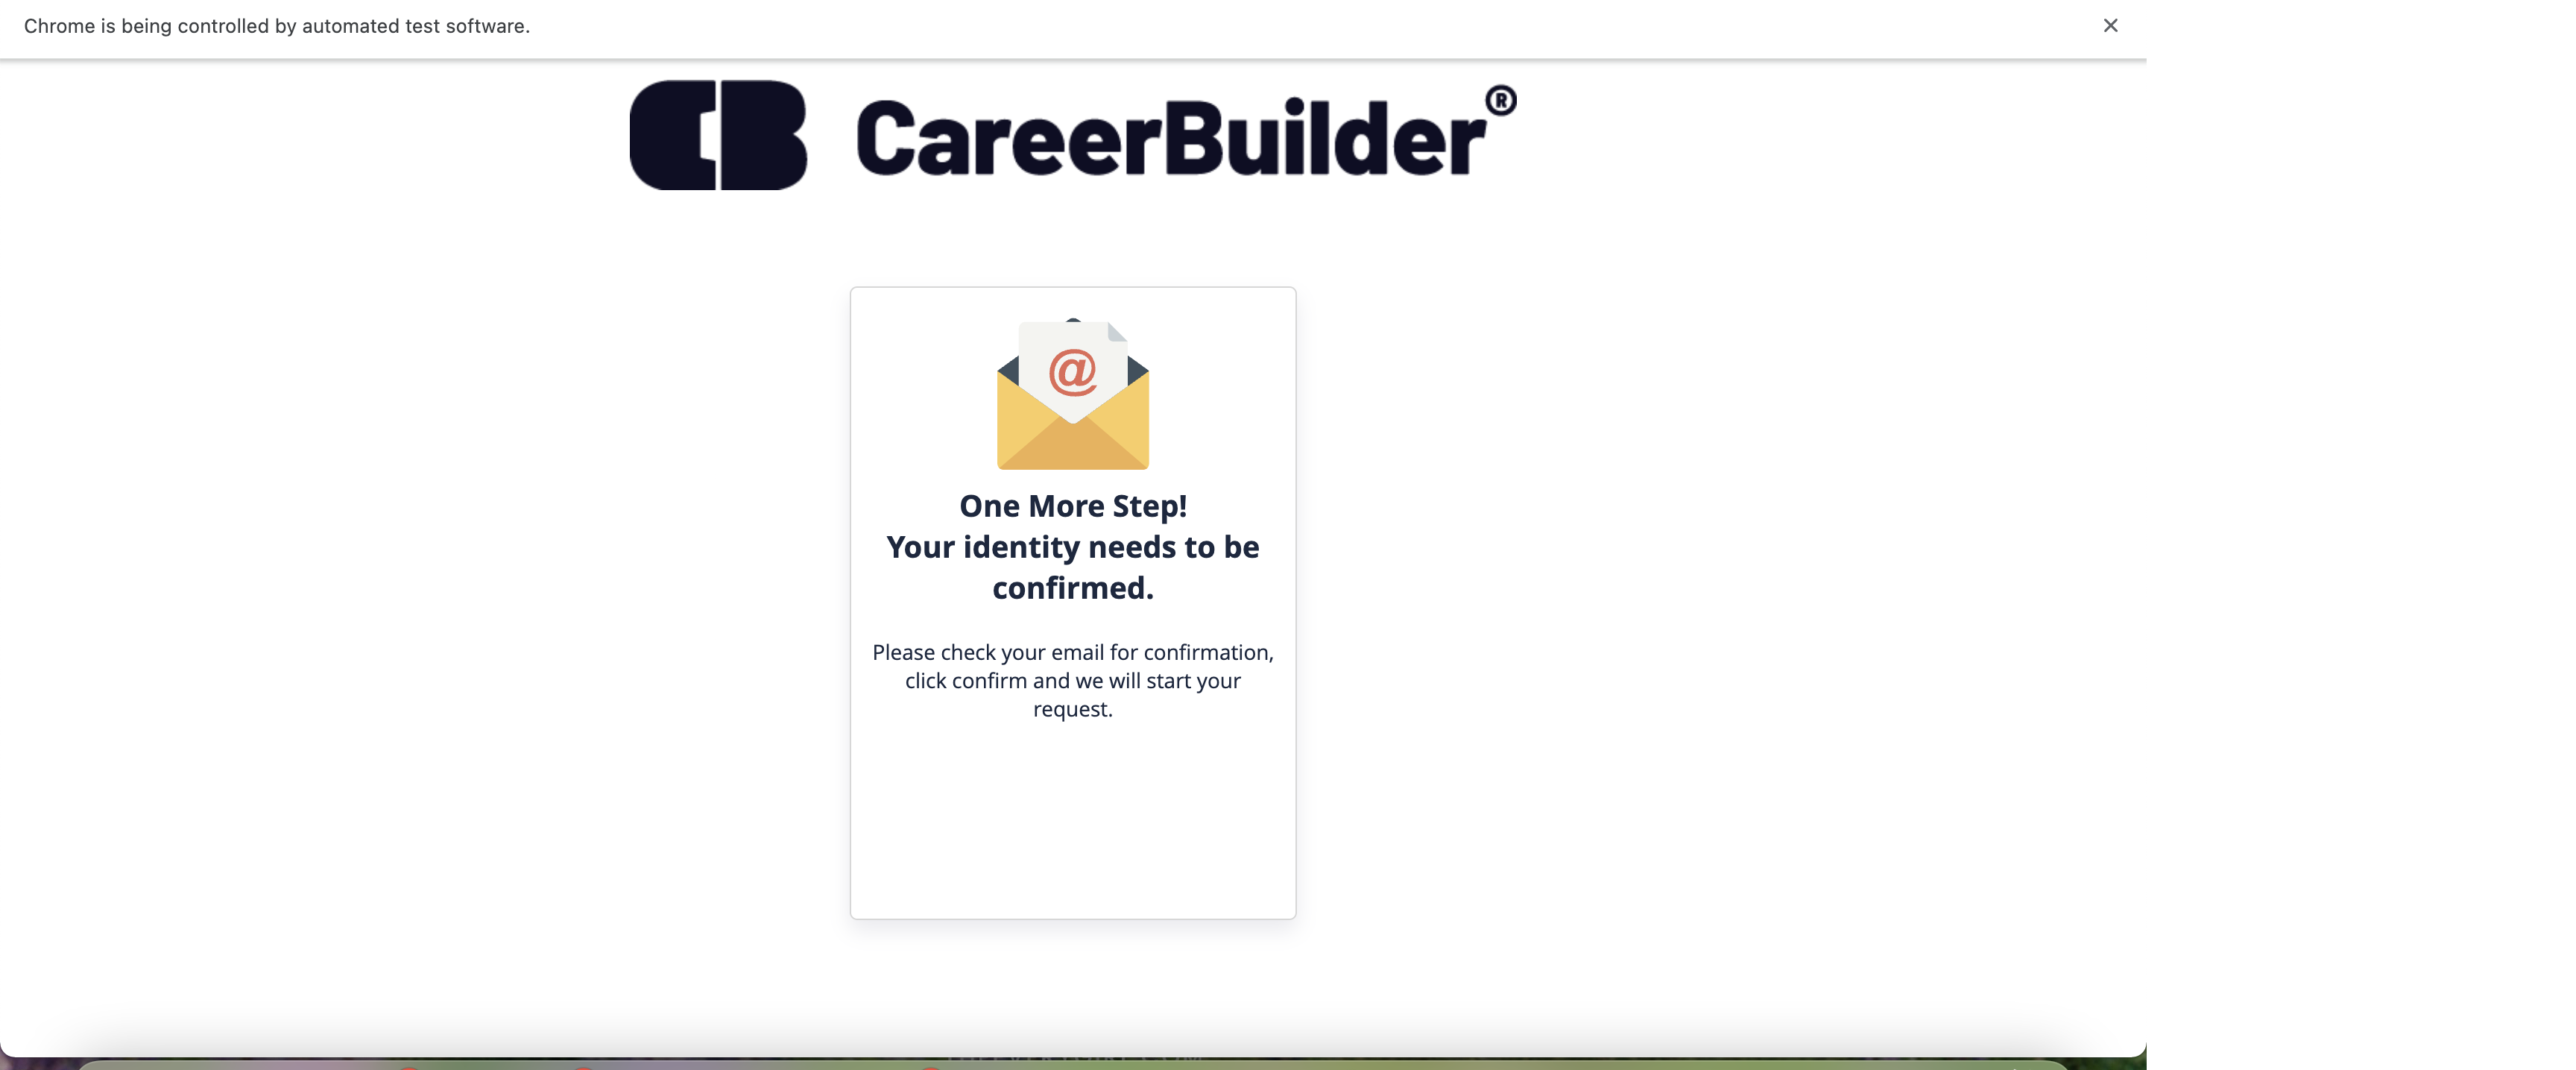 Chrome is being controlled by automated test software.
CB CareerBuilder®
@
One More Step!
Your identity needs to be
confirmed.
Please check your email for confirmation,
click confirm and we will start your
request.